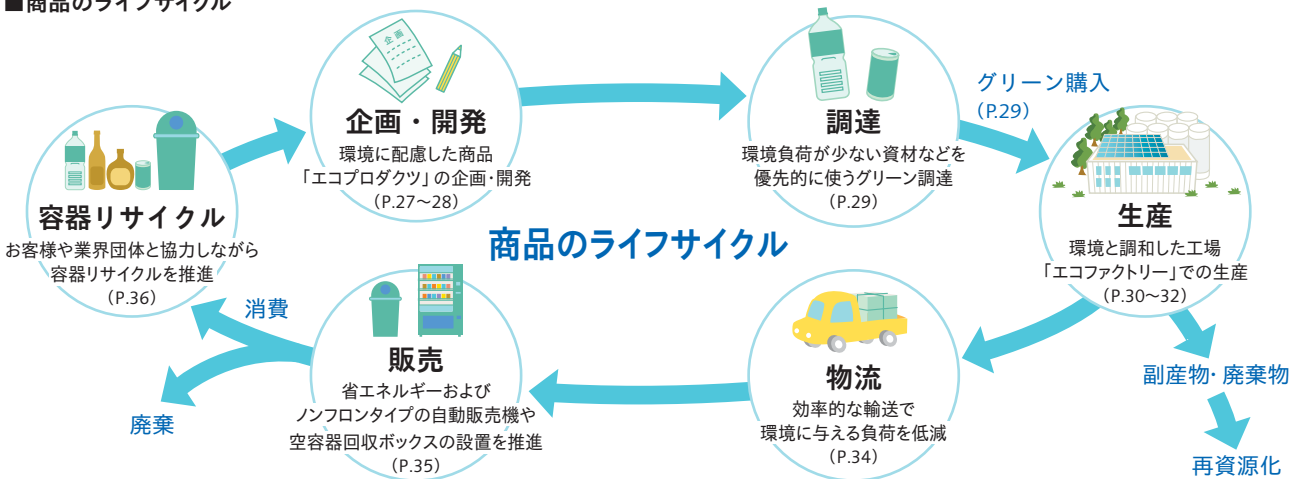 ■商品のライフサイクル
企画
企画・開発
環境に配慮した商品
「エコプロダクツ」の企画・開発
(P.27〜28)
調達
環境負荷が少ない資材などを
優先的に使うグリーン調達
(P.29)
グリーン購入
(P.29)
生産
環境と調和した工場
「エコファクトリー」での生産
(P.30〜32)
副産物・廃棄物
再資源化
商品のライフサイクル
物流
効率的な輸送で
環境に与える負荷を低減
(P.34)
販売
省エネルギーおよび
ノンフロンタイプの自動販売機や
空容器回収ボックスの設置を推進
(P.35)
消費
廃棄
容器リサイクル
お客様や業界団体と協力しながら
容器リサイクルを推進
(P.36)